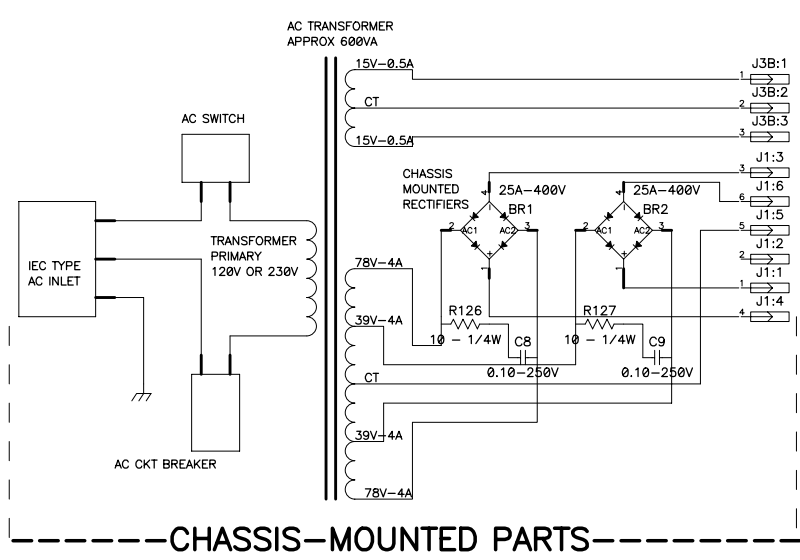 AC TRANSFORMER
APPROX 600VA
15V-0.5A
CT
15V-0.5A
1 J3B:1
2 J3B:2
3 J3B:3
3 J1:3
6 J1:6
5 J1:5
2 J1:2
1 J1:1
4 J1:4
AC SWITCH
CHASSIS
MOUNTED
RECTIFIERS
4 25A-400V
BR1
2 AC1 AC2 3
- +
1
4 25A-400V
BR2
2 AC1 AC2 3
- +
1
IEC TYPE
AC INLET
TRANSFORMER
PRIMARY
120V OR 230V
78V-4A
39V-4A
CT
39V-4A
78V-4A
R126
10 - 1/4W
C8
0.10-250V
R127
10 - 1/4W
C9
0.10-250V
AC CKT BREAKER
CHASSIS-MOUNTED PARTS